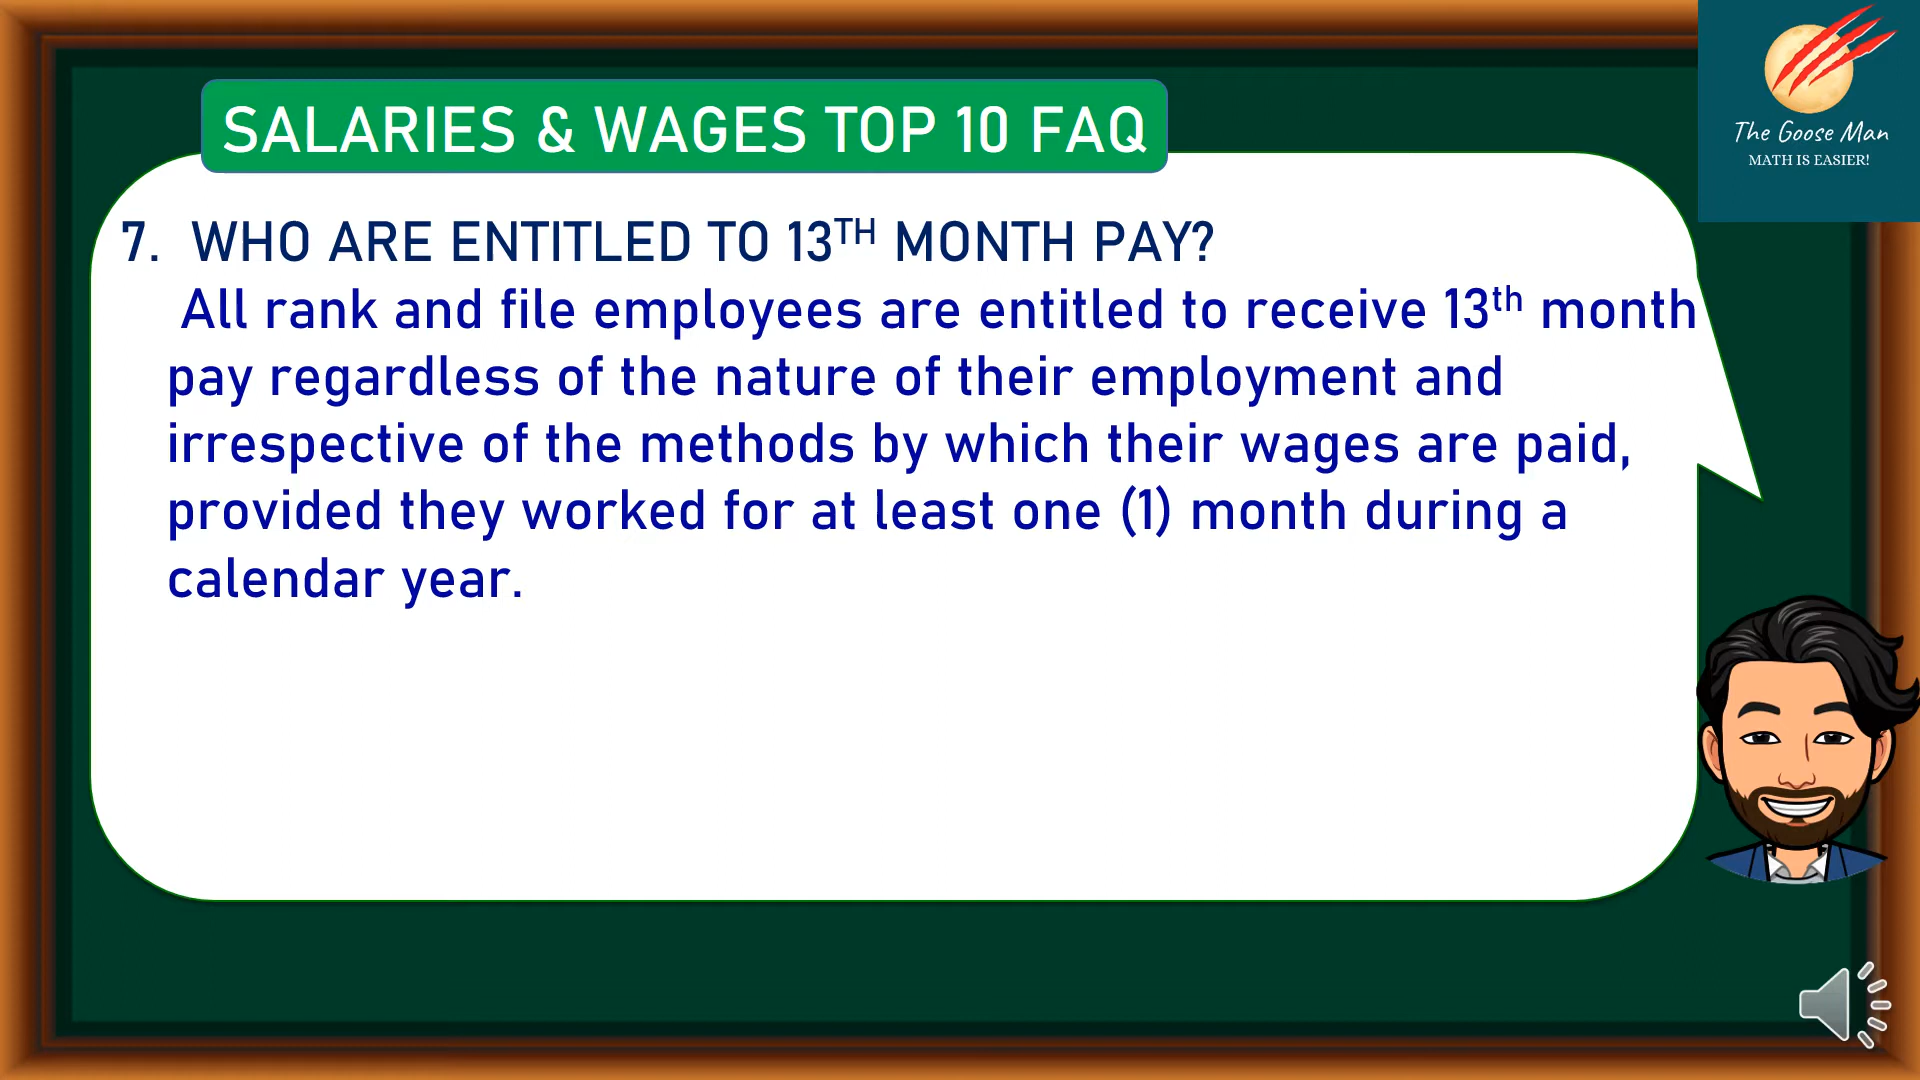 The Goose Man
MATH IS EASIER!
SALARIES & WAGES TOP 10 FAQ
7. WHO ARE ENTITLED TO 13TH MONTH PAY?
All rank and file employees are entitled to receive 13th month
pay regardless of the nature of their employment and
irrespective of the methods by which their wages are paid,
provided they worked for at least one (1) month during a
calendar year.